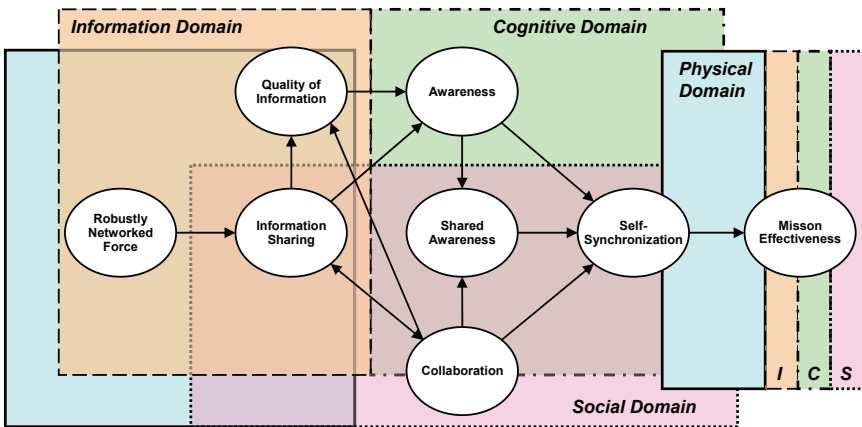 Information Domain
Cognitive Domain
Physical
Domain
Quality of
Information
Awareness
Robustly
Networked
Force
Information
Sharing
Shared
Awareness
Self-
Synchronization
Misson
Effectiveness
Collaboration
I
C
S
Social Domain